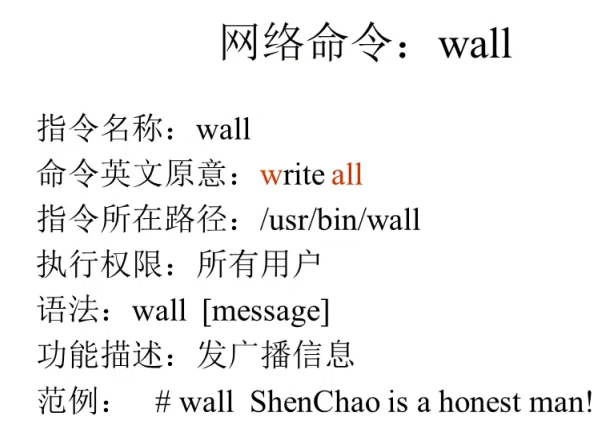 网络命令：wall
指令名称：wall
命令英文原意：write all
指令所在路径：/usr/bin/wall
执行权限：所有用户
语法：wall [message]
功能描述：发广播信息
范例： # wall ShenChao is a honest man!